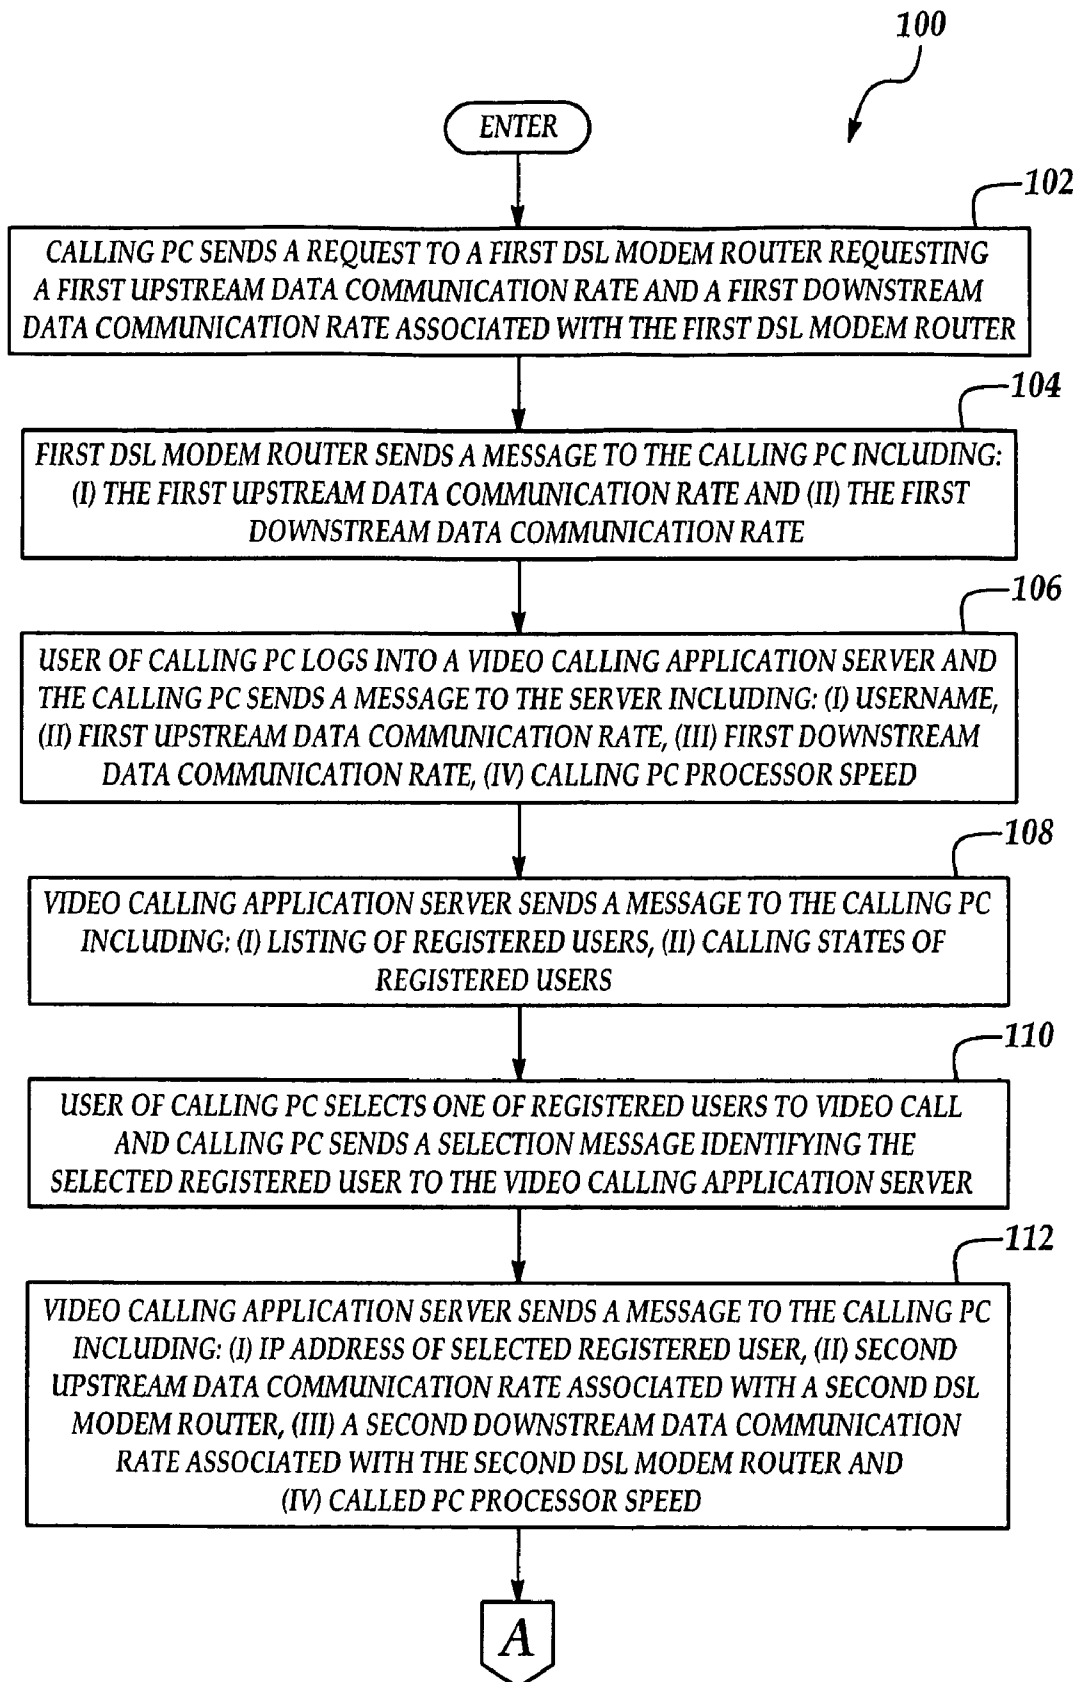 100
ENTER
102
CALLING PC SENDS A REQUEST TO A FIRST DSL MODEM ROUTER REQUESTING
A FIRST UPSTREAM DATA COMMUNICATION RATE AND A FIRST DOWNSTREAM
DATA COMMUNICATION RATE ASSOCIATED WITH THE FIRST DSL MODEM ROUTER
104
FIRST DSL MODEM ROUTER SENDS A MESSAGE TO THE CALLING PC INCLUDING:
(I) THE FIRST UPSTREAM DATA COMMUNICATION RATE AND (II) THE FIRST
DOWNSTREAM DATA COMMUNICATION RATE
106
USER OF CALLING PC LOGS INTO A VIDEO CALLING APPLICATION SERVER AND
THE CALLING PC SENDS A MESSAGE TO THE SERVER INCLUDING: (I) USERNAME,
(II) FIRST UPSTREAM DATA COMMUNICATION RATE, (III) FIRST DOWNSTREAM
DATA COMMUNICATION RATE, (IV) CALLING PC PROCESSOR SPEED
108
VIDEO CALLING APPLICATION SERVER SENDS A MESSAGE TO THE CALLING PC
INCLUDING: (I) LISTING OF REGISTERED USERS, (II) CALLING STATES OF
REGISTERED USERS
110
USER OF CALLING PC SELECTS ONE OF REGISTERED USERS TO VIDEO CALL
AND CALLING PC SENDS A SELECTION MESSAGE IDENTIFYING THE
SELECTED REGISTERED USER TO THE VIDEO CALLING APPLICATION SERVER
112
VIDEO CALLING APPLICATION SERVER SENDS A MESSAGE TO THE CALLING PC
INCLUDING: (I) IP ADDRESS OF SELECTED REGISTERED USER, (II) SECOND
UPSTREAM DATA COMMUNICATION RATE ASSOCIATED WITH A SECOND DSL
MODEM ROUTER, (III) A SECOND DOWNSTREAM DATA COMMUNICATION
RATE ASSOCIATED WITH THE SECOND DSL MODEM ROUTER AND
(IV) CALLED PC PROCESSOR SPEED
A